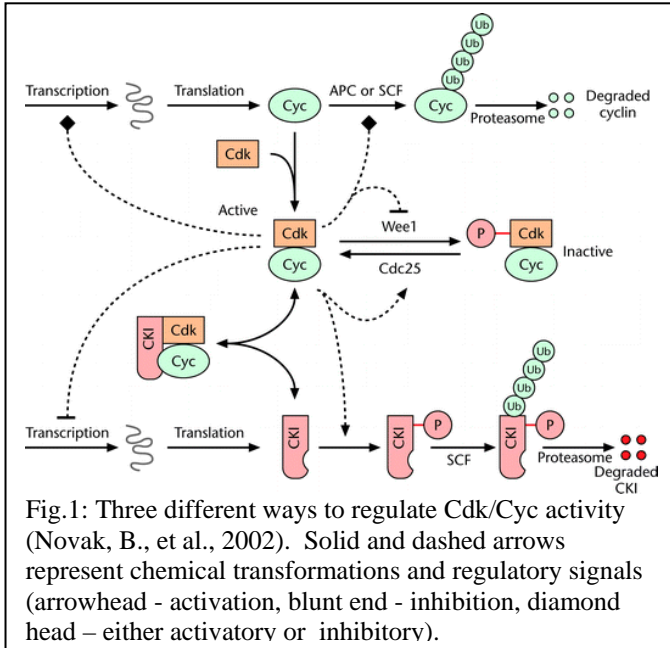 Ub
Ub
Ub
Ub
Transcription
Translation
Cyc
APC or SCF
Cyc
Proteasome
Degraded
cyclin
Cdk
Active
Cdk
Cyc
Wee1
Cdc25
P
Cdk
Cyc
Inactive
CKI
Cdk
Cyc
Ub
Ub
Ub
Ub
Transcription
Translation
CKI
CKI
P
SCF
CKI
P
Proteasome
Degraded
CKI
Fig.1: Three different ways to regulate Cdk/Cyc activity
(Novak, B., et al., 2002).  Solid and dashed arrows
represent chemical transformations and regulatory signals
(arrowhead - activation, blunt end - inhibition, diamond
head – either activatory or  inhibitory).